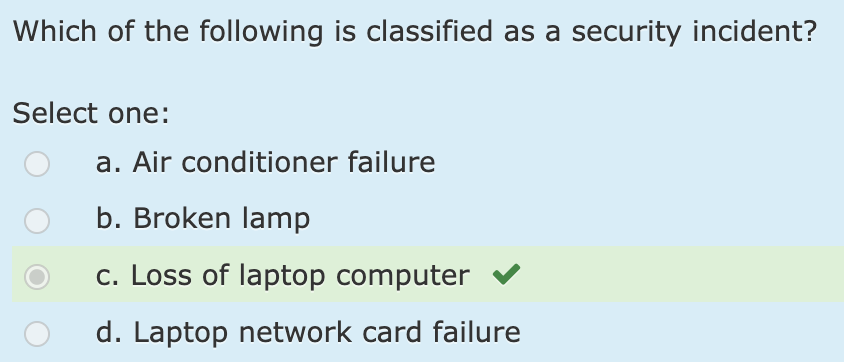 Which of the following is classified as a security incident?
Select one:
a. Air conditioner failure
b. Broken lamp
c. Loss of laptop computer
d. Laptop network card failure